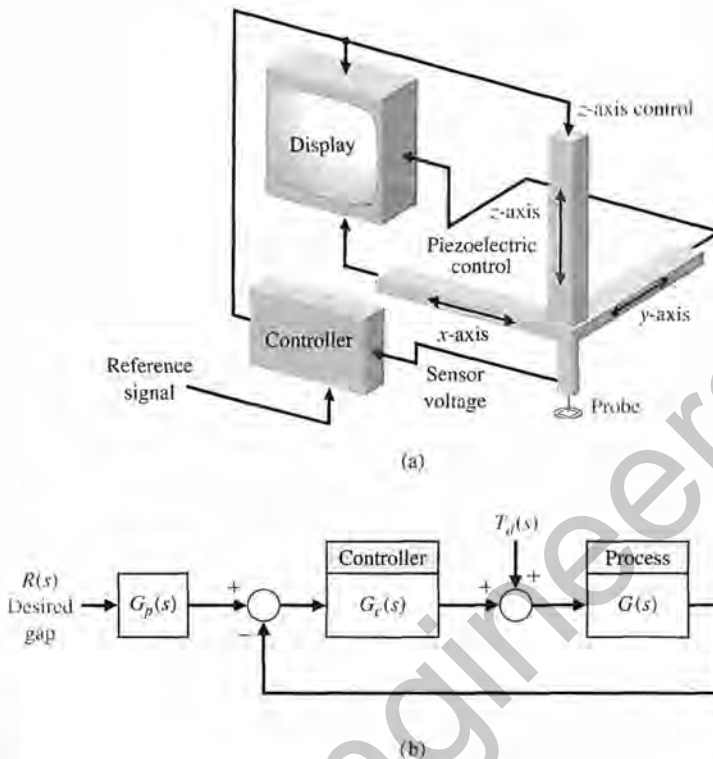 z-axis control
Display
z-axis
Piezoelectric
control
x-axis
y-axis
Controller
Reference
signal
Sensor
voltage
Probe
(a)
T_d(s)
Controller
Process
R(s)
Desired
gap
G_p(s)
+
−
G_c(s)
+
+
G(s)
(b)
engineers